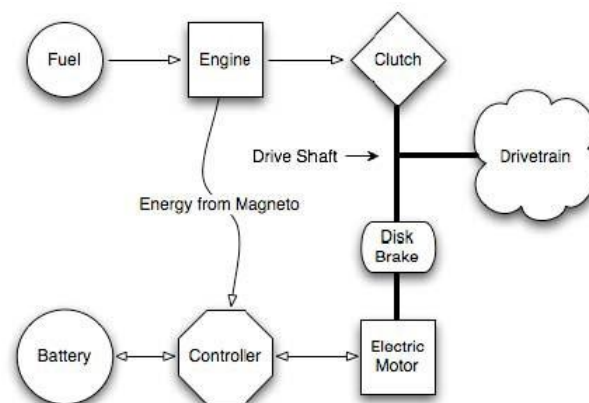 Fuel
Engine
Clutch
Drive Shaft
Drivetrain
Energy from Magneto
Disk
Brake
Battery
Controller
Electric
Motor